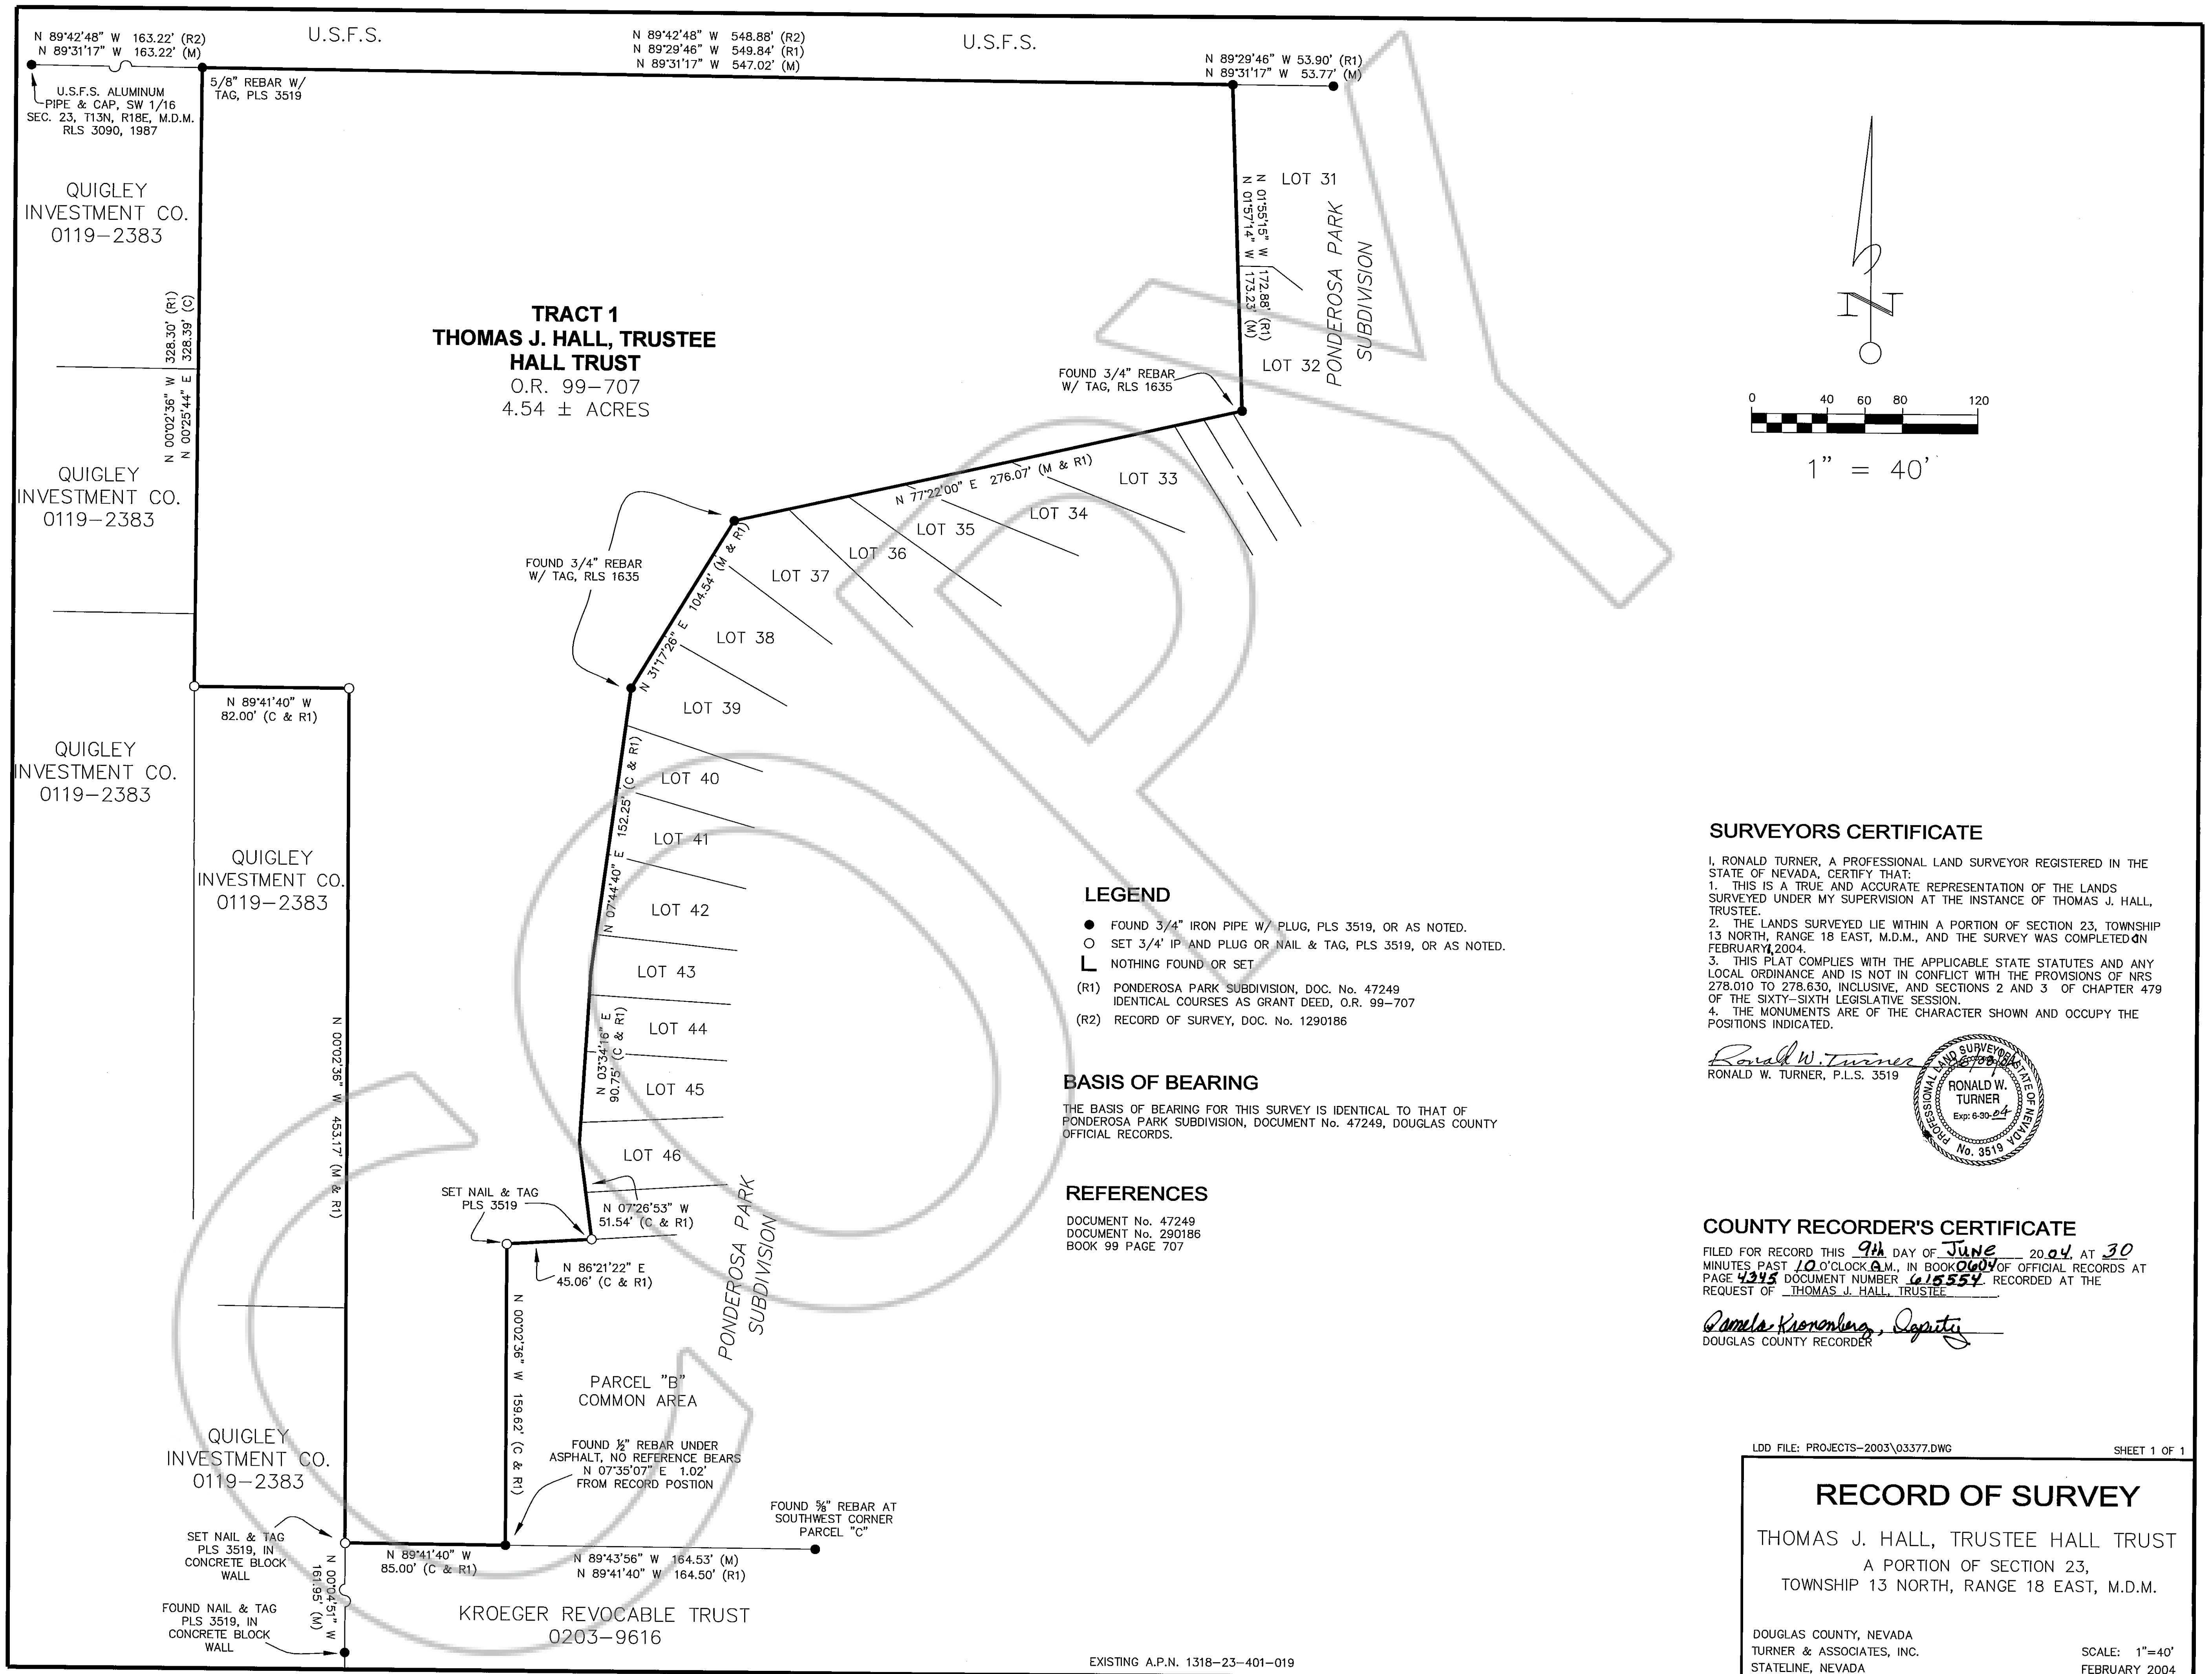 N 89°42'48" W 163.22' (R2)
N 89°31'17" W 163.22' (M)
U.S.F.S.
N 89°42'48" W 548.88' (R2)
N 89°29'46" W 549.84' (R1)
N 89°31'17" W 547.02' (M)
U.S.F.S.
N 89°29'46" W 53.90' (R1)
N 89°31'17" W 53.77' (M)
5/8" REBAR W/
TAG, PLS 3519
U.S.F.S. ALUMINUM
PIPE & CAP, SW 1/16
SEC. 23, T13N, R18E, M.D.M.
RLS 3090, 1987
QUIGLEY
INVESTMENT CO.
0119-2383
N 00°02'36" W 328.30' (R1)
N 00°25'44" E 328.39' (C)
TRACT 1
THOMAS J. HALL, TRUSTEE
HALL TRUST
O.R. 99-707
4.54 ± ACRES
N 01°55'15" W 172.88' (R1)
N 01°57'14" W 173.23' (M)
LOT 31
PONDEROSA PARK
SUBDIVISION
LOT 32
FOUND 3/4" REBAR
W/ TAG, RLS 1635
N
0 40 60 80 120
1" = 40'
QUIGLEY
INVESTMENT CO.
0119-2383
N 77°22'00" E 276.07' (M & R1)
LOT 33
LOT 34
LOT 35
LOT 36
LOT 37
FOUND 3/4" REBAR
W/ TAG, RLS 1635
N 31°17'26" E 104.54' (M & R1)
LOT 38
LOT 39
N 89°41'40" W
82.00' (C & R1)
QUIGLEY
INVESTMENT CO.
0119-2383
N 07°44'40" E 152.25' (C & R1)
LOT 40
LOT 41
LOT 42
LOT 43
QUIGLEY
INVESTMENT CO.
0119-2383
N 00°02'36" W 453.17' (M & R1)
N 03°34'16" E
90.75' (C & R1)
LOT 44
LOT 45
LOT 46
SET NAIL & TAG
PLS 3519
N 07°26'53" W
51.54' (C & R1)
N 86°21'22" E
45.06' (C & R1)
PONDEROSA PARK
SUBDIVISION
N 00°02'36" W 159.62' (C & R1)
PARCEL "B"
COMMON AREA
FOUND ½" REBAR UNDER
ASPHALT, NO REFERENCE BEARS
N 07°35'07" E 1.02'
FROM RECORD POSTION
QUIGLEY
INVESTMENT CO.
0119-2383
FOUND ⅝" REBAR AT
SOUTHWEST CORNER
PARCEL "C"
SET NAIL & TAG
PLS 3519, IN
CONCRETE BLOCK
WALL
N 89°41'40" W
85.00' (C & R1)
N 89°43'56" W 164.53' (M)
N 89°41'40" W 164.50' (R1)
N 00°04'51" W
161.95' (M)
FOUND NAIL & TAG
PLS 3519, IN
CONCRETE BLOCK
WALL
KROEGER REVOCABLE TRUST
0203-9616
EXISTING A.P.N. 1318-23-401-019
COPY
LEGEND
FOUND 3/4" IRON PIPE W/ PLUG, PLS 3519, OR AS NOTED.
SET 3/4' IP AND PLUG OR NAIL & TAG, PLS 3519, OR AS NOTED.
NOTHING FOUND OR SET
(R1) PONDEROSA PARK SUBDIVISION, DOC. No. 47249
IDENTICAL COURSES AS GRANT DEED, O.R. 99-707
(R2) RECORD OF SURVEY, DOC. No. 1290186
BASIS OF BEARING
THE BASIS OF BEARING FOR THIS SURVEY IS IDENTICAL TO THAT OF
PONDEROSA PARK SUBDIVISION, DOCUMENT No. 47249, DOUGLAS COUNTY
OFFICIAL RECORDS.
REFERENCES
DOCUMENT No. 47249
DOCUMENT No. 290186
BOOK 99 PAGE 707
SURVEYORS CERTIFICATE
I, RONALD TURNER, A PROFESSIONAL LAND SURVEYOR REGISTERED IN THE
STATE OF NEVADA, CERTIFY THAT:
1. THIS IS A TRUE AND ACCURATE REPRESENTATION OF THE LANDS
SURVEYED UNDER MY SUPERVISION AT THE INSTANCE OF THOMAS J. HALL,
TRUSTEE.
2. THE LANDS SURVEYED LIE WITHIN A PORTION OF SECTION 23, TOWNSHIP
13 NORTH, RANGE 18 EAST, M.D.M., AND THE SURVEY WAS COMPLETED ON
FEBRUARY 1, 2004.
3. THIS PLAT COMPLIES WITH THE APPLICABLE STATE STATUTES AND ANY
LOCAL ORDINANCE AND IS NOT IN CONFLICT WITH THE PROVISIONS OF NRS
278.010 TO 278.630, INCLUSIVE, AND SECTIONS 2 AND 3 OF CHAPTER 479
OF THE SIXTY-SIXTH LEGISLATIVE SESSION.
4. THE MONUMENTS ARE OF THE CHARACTER SHOWN AND OCCUPY THE
POSITIONS INDICATED.
Ronald W. Turner
RONALD W. TURNER, P.L.S. 3519
PROFESSIONAL LAND SURVEYOR STATE OF NEVADA
RONALD W.
TURNER
Exp: 6-30-04
No. 3519
COUNTY RECORDER'S CERTIFICATE
FILED FOR RECORD THIS 9th DAY OF June 2004, AT 30
MINUTES PAST 10 O'CLOCK A.M., IN BOOK 0604 OF OFFICIAL RECORDS AT
PAGE 4345, DOCUMENT NUMBER 615554. RECORDED AT THE
REQUEST OF THOMAS J. HALL, TRUSTEE.
Pamela Kronenberg, Deputy
DOUGLAS COUNTY RECORDER
LDD FILE: PROJECTS-2003\03377.DWG SHEET 1 OF 1
RECORD OF SURVEY
THOMAS J. HALL, TRUSTEE HALL TRUST
A PORTION OF SECTION 23,
TOWNSHIP 13 NORTH, RANGE 18 EAST, M.D.M.
DOUGLAS COUNTY, NEVADA
TURNER & ASSOCIATES, INC. SCALE: 1"=40'
STATELINE, NEVADA FEBRUARY 2004